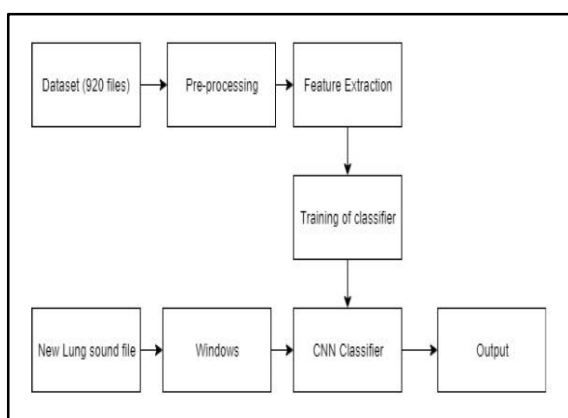 Dataset (920 files)
Pre-processing
Feature Extraction
Training of classifier
New Lung sound file
Windows
CNN Classifier
Output